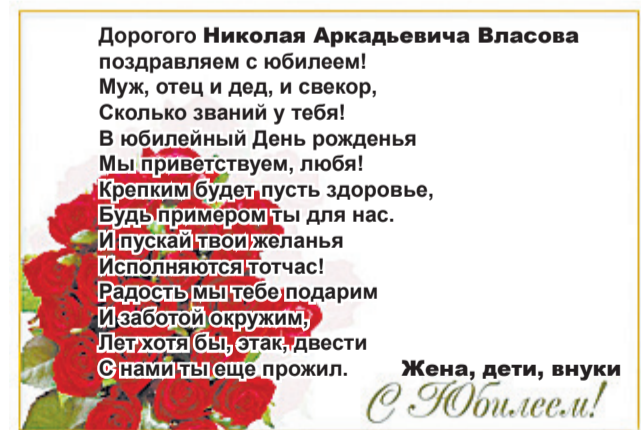 Дорогого Николая Аркадьевича Власова
поздравляем с юбилеем!
Муж, отец и дед, и свекор,
Сколько званий у тебя!
В юбилейный День рожденья
Мы приветствуем, любя!
Крепким будет пусть здоровье,
Будь примером ты для нас.
И пускай твои желанья
Исполняются тотчас!
Радость мы тебе подарим
И заботой окружим,
Лет хотя бы, этак, двести
С нами ты еще прожил.
Жена, дети, внуки
С Юбилеем!